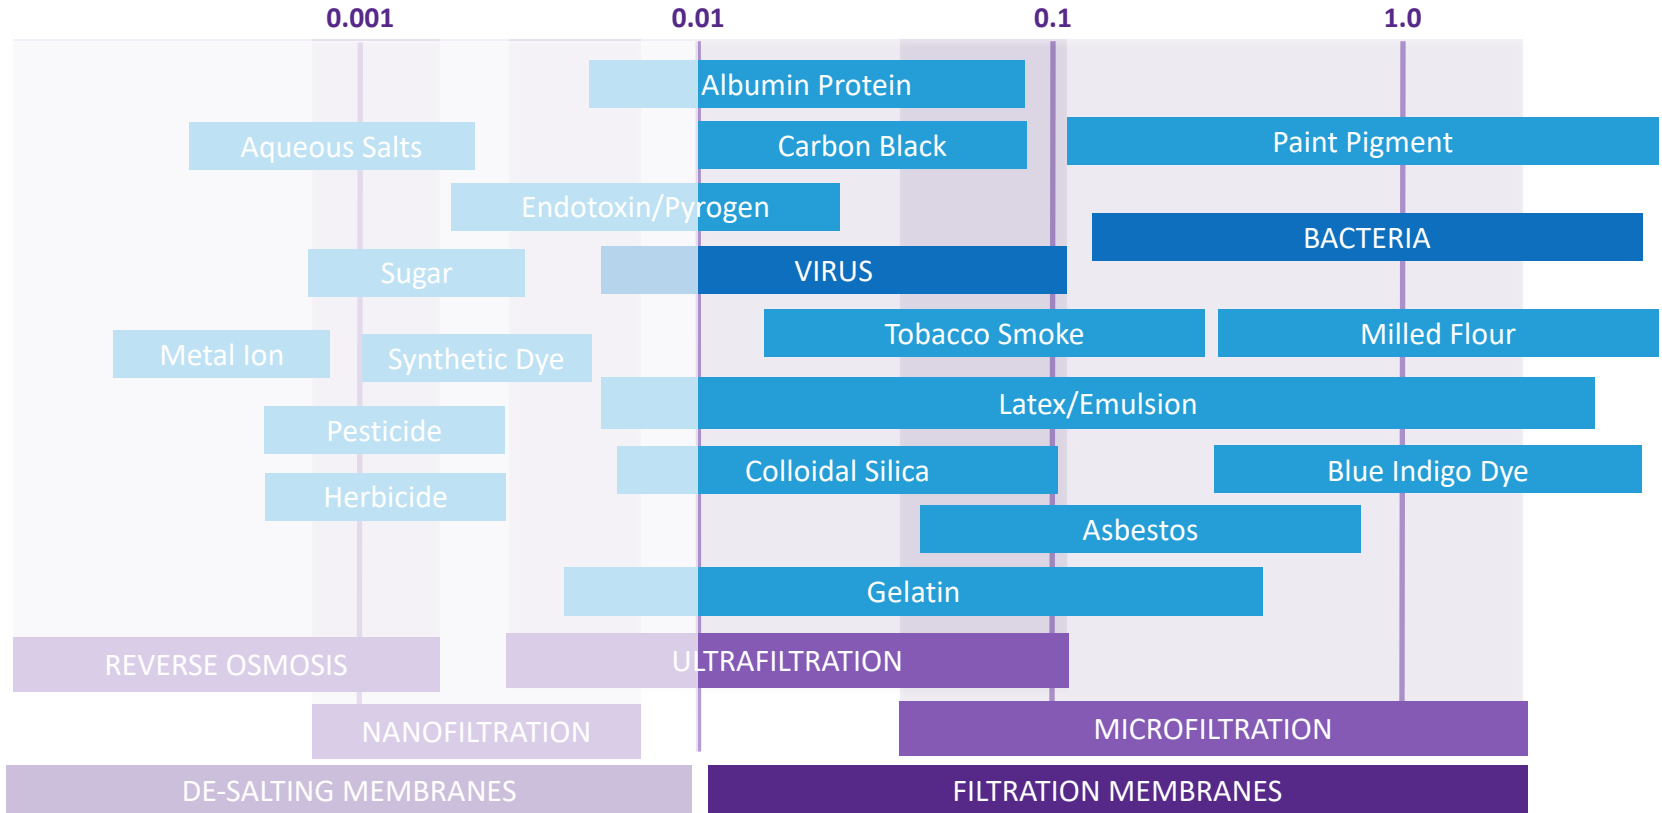 0.001 0.01 0.1 1.0
Albumin Protein
Aqueous Salts Carbon Black Paint Pigment
Endotoxin/Pyrogen
BACTERIA
Sugar VIRUS
Tobacco Smoke Milled Flour
Metal Ion Synthetic Dye
Latex/Emulsion
Pesticide
Colloidal Silica Blue Indigo Dye
Herbicide
Asbestos
Gelatin
REVERSE OSMOSIS ULTRAFILTRATION
NANOFILTRATION MICROFILTRATION
DE-SALTING MEMBRANES FILTRATION MEMBRANES